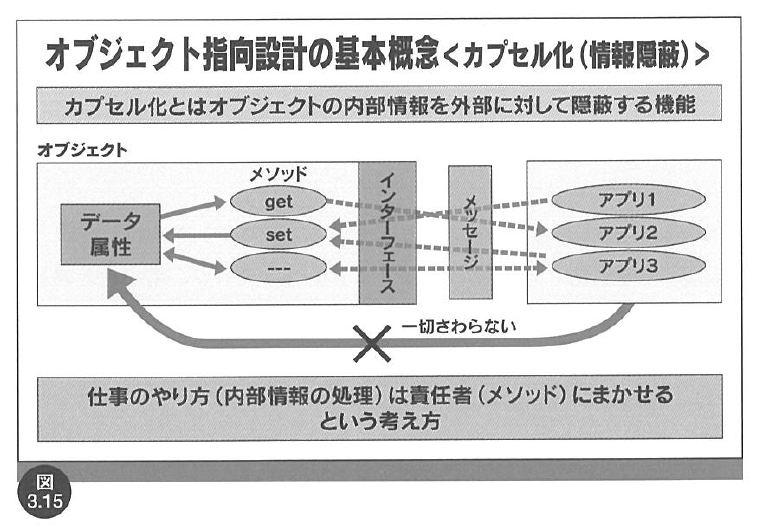 オブジェクト指向設計の基本概念<カプセル化(情報隠蔽)>
カプセル化とはオブジェクトの内部情報を外部に対して隠蔽する機能
オブジェクト
メソッド
データ
属性
get
set
---
インターフェース
メッセージ
アプリ1
アプリ2
アプリ3
一切さわらない
仕事のやり方(内部情報の処理)は責任者(メソッド)にまかせる
という考え方
図
3.15